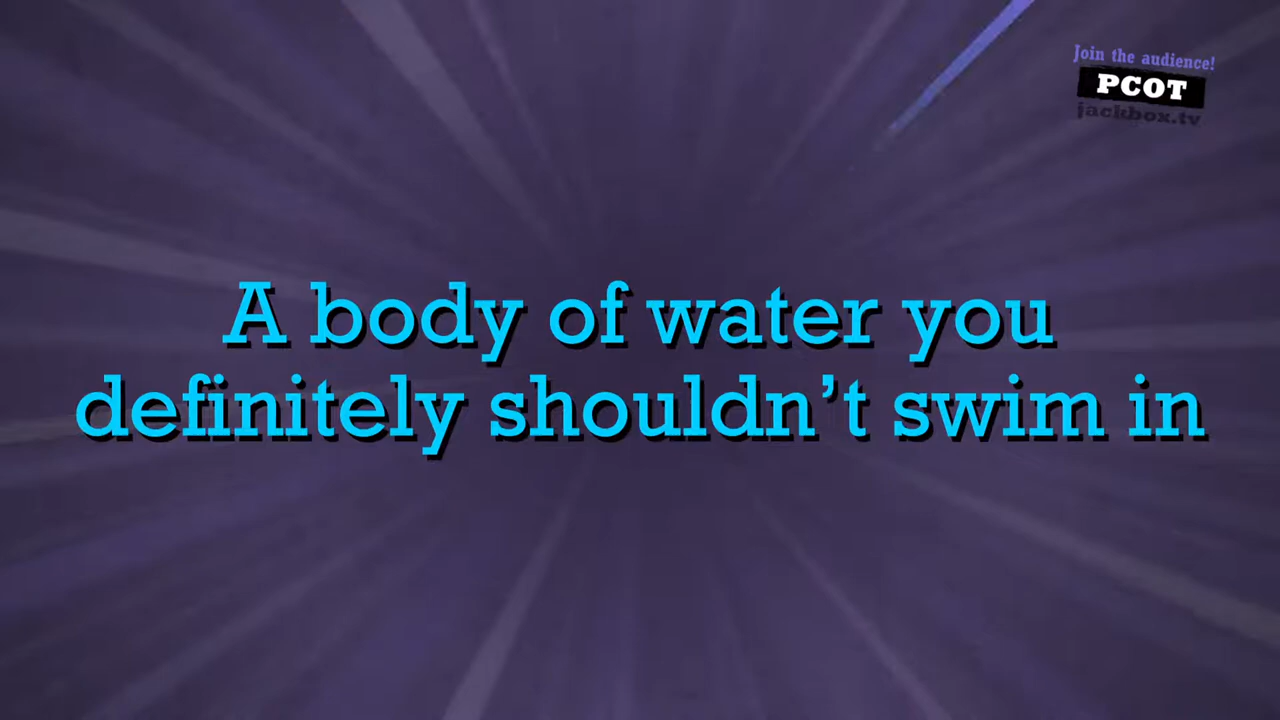 Join the audience!
PCOT
jackbox.tv
A body of water you
definitely shouldn't swim in